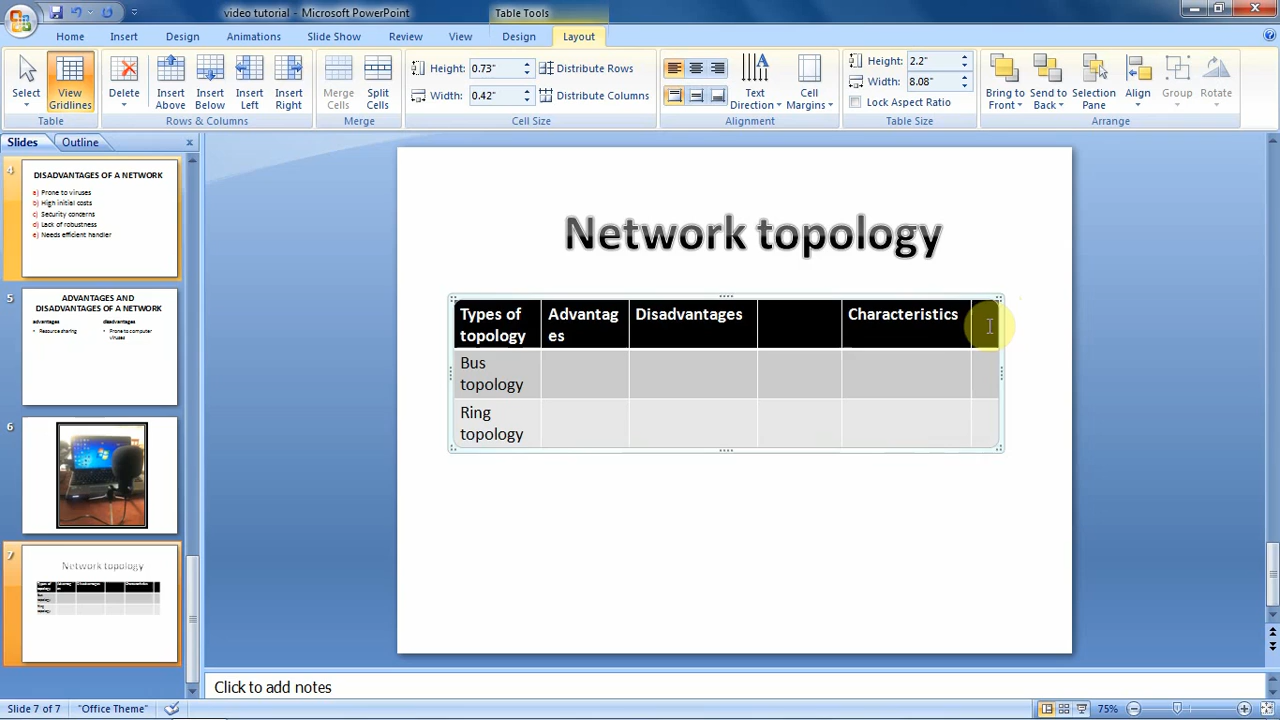 video tutorial - Microsoft PowerPoint
Table Tools
Home Insert Design Animations Slide Show Review View Design Layout
Select
View Gridlines
Delete
Insert Above
Insert Below
Insert Left
Insert Right
Merge Cells
Split Cells
Height: 0.73"
Width: 0.42"
Distribute Rows
Distribute Columns
Text Direction
Cell Margins
Height: 2.2"
Width: 8.08"
Lock Aspect Ratio
Bring to Front
Send to Back
Selection Pane
Align
Group
Rotate
Table Rows & Columns Merge Cell Size Alignment Table Size Arrange
Slides Outline
4
DISADVANTAGES OF A NETWORK
a) Prone to viruses
b) High initial costs
c) Security concerns
d) Lack of robustness
e) Needs efficient handler
5
ADVANTAGES AND
DISADVANTAGES OF A NETWORK
advantages disadvantages
• Resource sharing
• Prone to computer
viruses
6
7
Network topology
Network topology
Types of topology
Advantag
es
Disadvantages
Characteristics
Bus
topology
Ring
topology
Click to add notes
Slide 7 of 7 "Office Theme" 75%